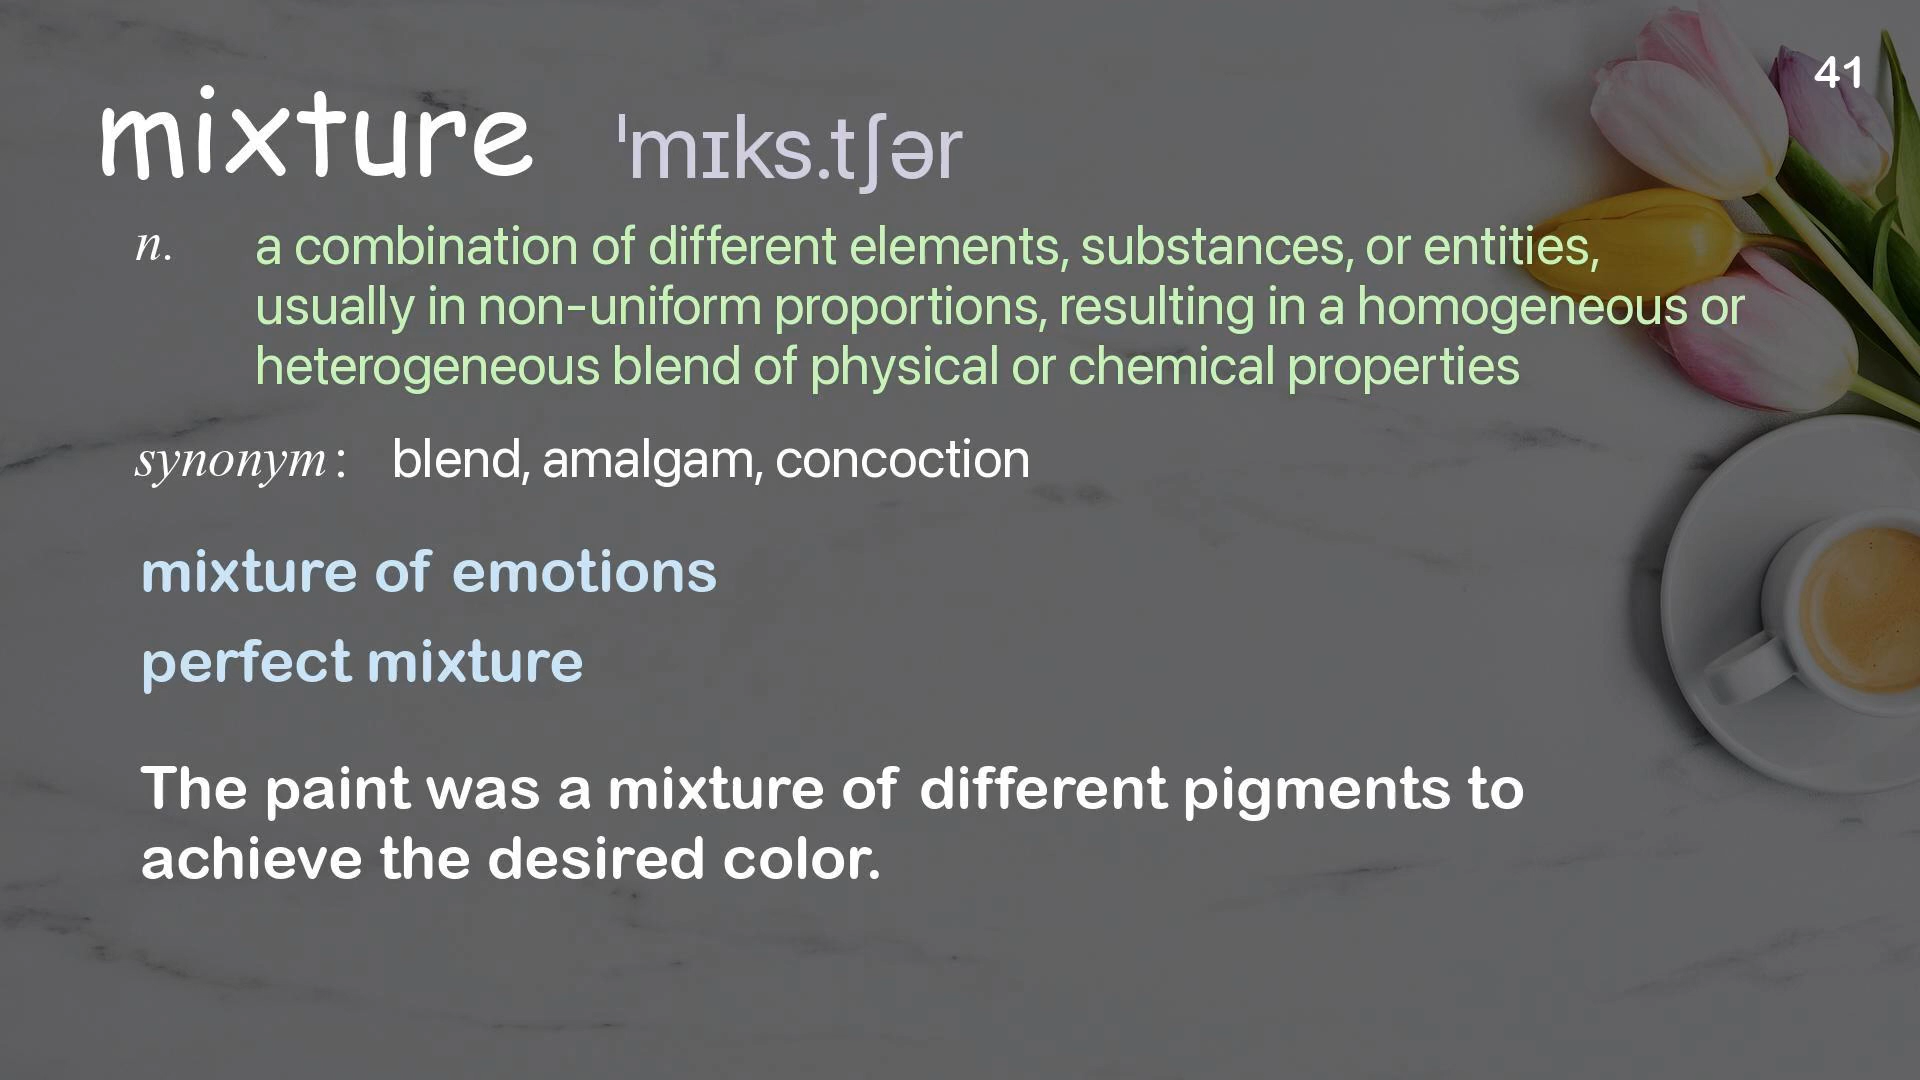 41
mixture ˈmɪks.tʃər
n. a combination of different elements, substances, or entities,
usually in non-uniform proportions, resulting in a homogeneous or
heterogeneous blend of physical or chemical properties
synonym: blend, amalgam, concoction
mixture of emotions
perfect mixture
The paint was a mixture of different pigments to
achieve the desired color.